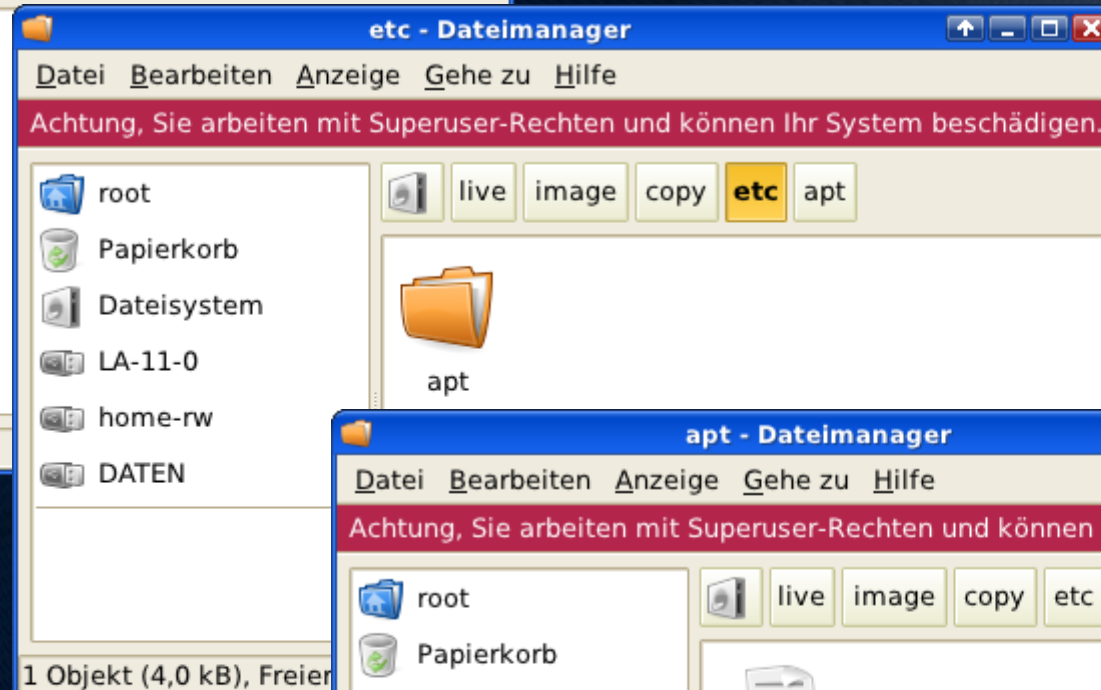 etc - Dateimanager
Datei Bearbeiten Anzeige Gehe zu Hilfe
Achtung, Sie arbeiten mit Superuser-Rechten und können Ihr System beschädigen.
root
Papierkorb
Dateisystem
LA-11-0
home-rw
DATEN
live image copy etc apt
apt
1 Objekt (4,0 kB), Freier
apt - Dateimanager
Datei Bearbeiten Anzeige Gehe zu Hilfe
Achtung, Sie arbeiten mit Superuser-Rechten und können
root
Papierkorb
live image copy etc